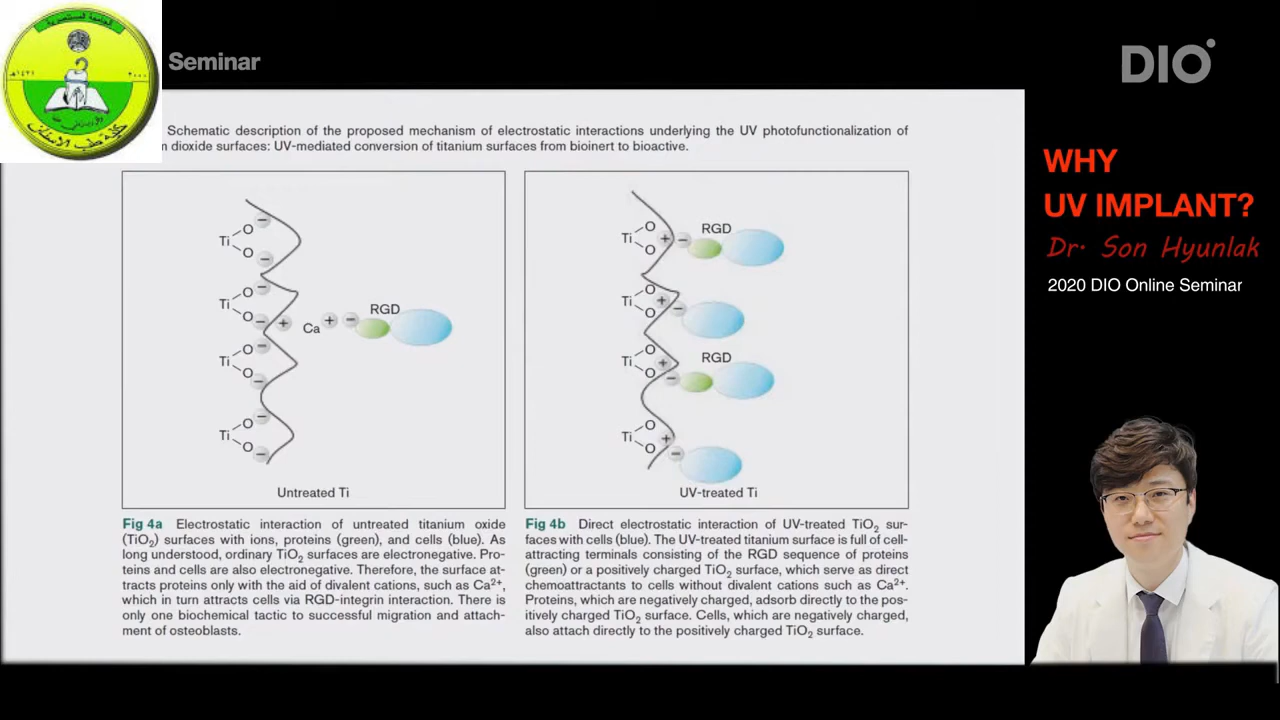 الجامعة المستنصرية
١٤٢١هـ
٢٠٠٠
كلية طب الاسنان
Seminar
DIO
Schematic description of the proposed mechanism of electrostatic interactions underlying the UV photofunctionalization of
dioxide surfaces: UV-mediated conversion of titanium surfaces from bioinert to bioactive.
Ti O O − −
Ti O O − − +
Ca + − RGD
Ti O O − −
Ti O O − −
Untreated Ti
Ti O O + − RGD
Ti O O + −
Ti O O + − RGD
Ti O O + −
UV-treated Ti
Fig 4a Electrostatic interaction of untreated titanium oxide
(TiO₂) surfaces with ions, proteins (green), and cells (blue). As
long understood, ordinary TiO₂ surfaces are electronegative. Pro-
teins and cells are also electronegative. Therefore, the surface at-
tracts proteins only with the aid of divalent cations, such as Ca²⁺,
which in turn attracts cells via RGD-integrin interaction. There is
only one biochemical tactic to successful migration and attach-
ment of osteoblasts.
Fig 4b Direct electrostatic interaction of UV-treated TiO₂ sur-
faces with cells (blue). The UV-treated titanium surface is full of cell-
attracting terminals consisting of the RGD sequence of proteins
(green) or a positively charged TiO₂ surface, which serve as direct
chemoattractants to cells without divalent cations such as Ca²⁺.
Proteins, which are negatively charged, adsorb directly to the pos-
itively charged TiO₂ surface. Cells, which are negatively charged,
also attach directly to the positively charged TiO₂ surface.
WHY
UV IMPLANT?
Dr. Son Hyunlak
2020 DIO Online Seminar